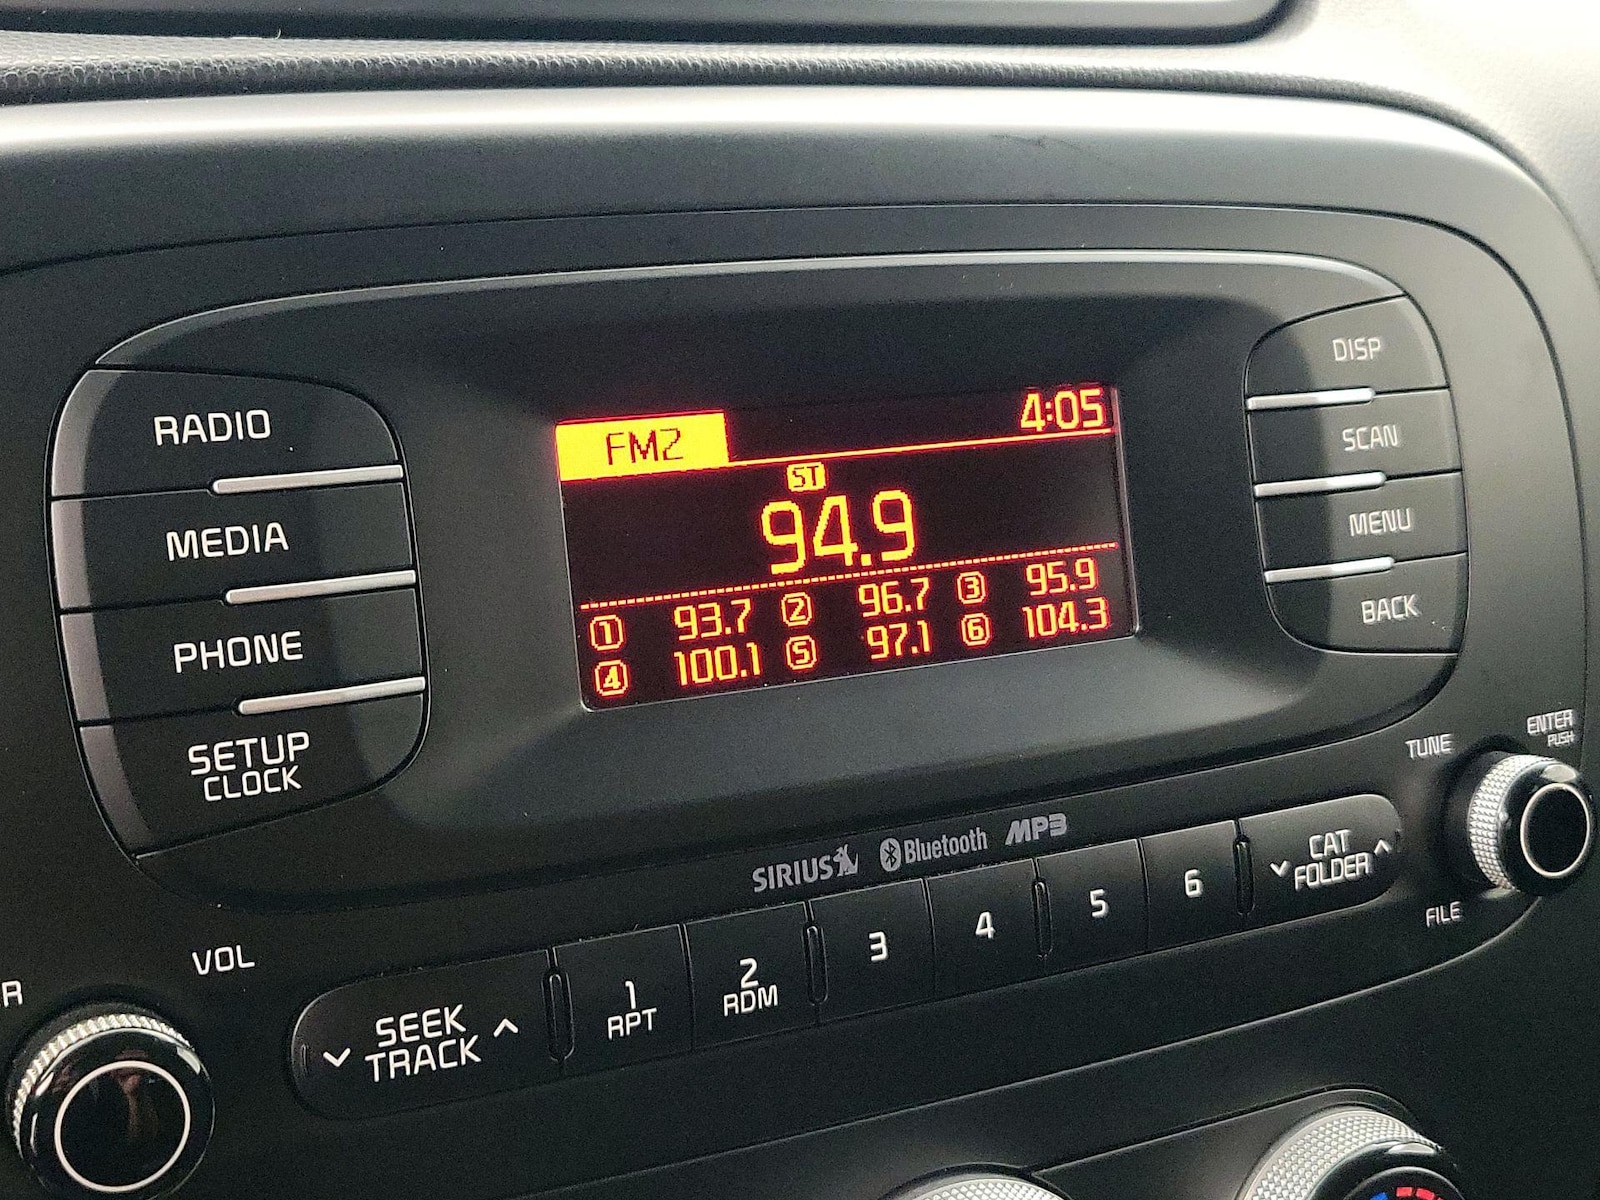 RADIO
MEDIA
PHONE
SETUP
CLOCK
FM2
4:05
ST
94.9
1 93.7 2 96.7 3 95.9
4 100.1 5 97.1 6 104.3
DISP
SCAN
MENU
BACK
TUNE
ENTER
PUSH
FILE
SIRIUS Bluetooth MP3
R
VOL
SEEK
TRACK
1
RPT
2
RDM
3
4
5
6
CAT
FOLDER